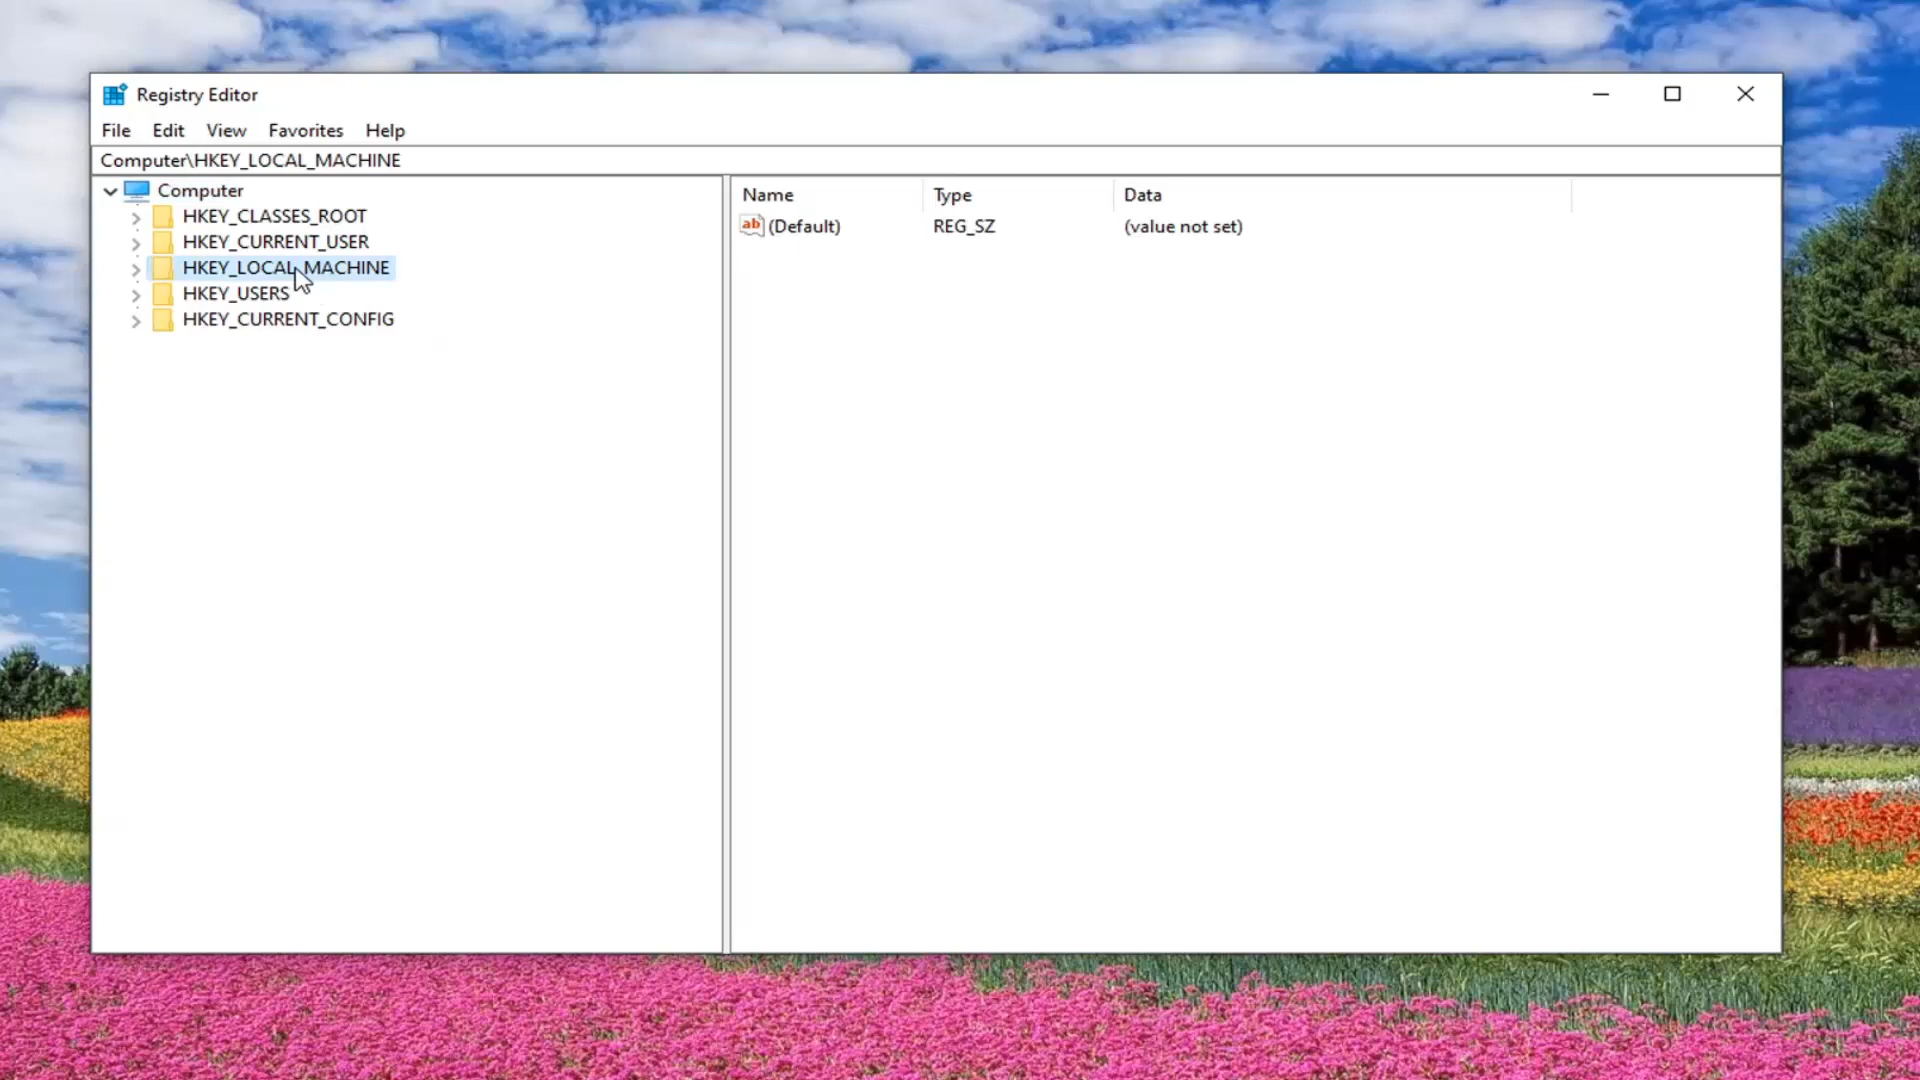 Registry Editor
File Edit View Favorites Help
Computer\HKEY_LOCAL_MACHINE
Computer
HKEY_CLASSES_ROOT
HKEY_CURRENT_USER
HKEY_LOCAL_MACHINE
HKEY_USERS
HKEY_CURRENT_CONFIG
Name Type Data
ab (Default) REG_SZ (value not set)